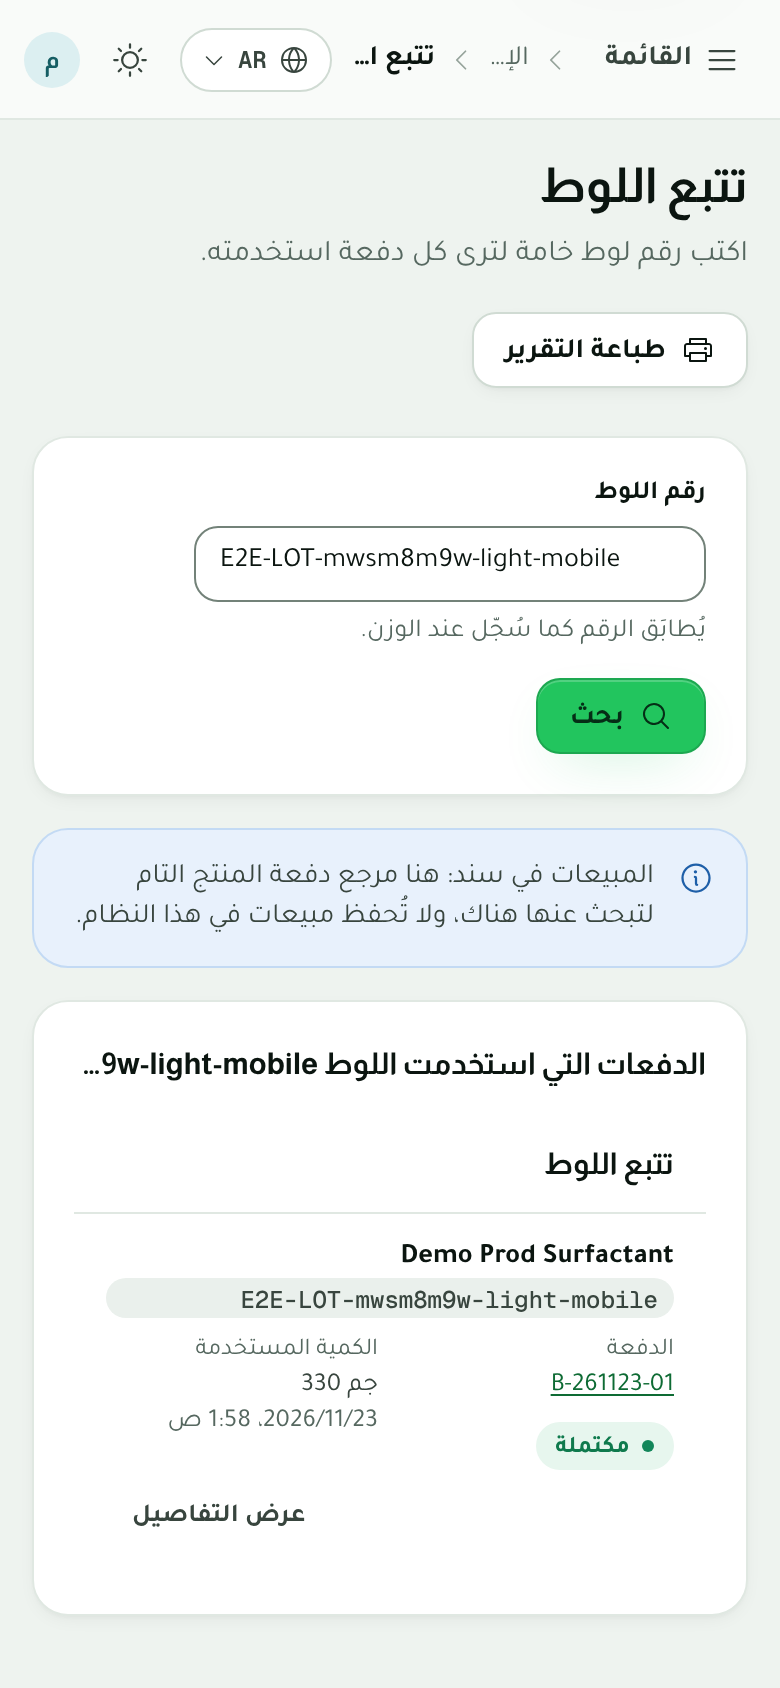 القائمة
الإ...
تتبع ا...
AR
م
تتبع اللوط
اكتب رقم لوط خامة لترى كل دفعة استخدمته.
طباعة التقرير
رقم اللوط
E2E-LOT-mwsm8m9w-light-mobile
يُطابَق الرقم كما سُجّل عند الوزن.
بحث
المبيعات في سند: هنا مرجع دفعة المنتج التام
لتبحث عنها هناك، ولا تُحفظ مبيعات في هذا النظام.
الدفعات التي استخدمت اللوط 9w-light-mobile...
تتبع اللوط
Demo Prod Surfactant
E2E-LOT-mwsm8m9w-light-mobile
الدفعة
الكمية المستخدمة
B-261123-01
330 جم
2026/11/23، 1:58 ص
مكتملة
عرض التفاصيل